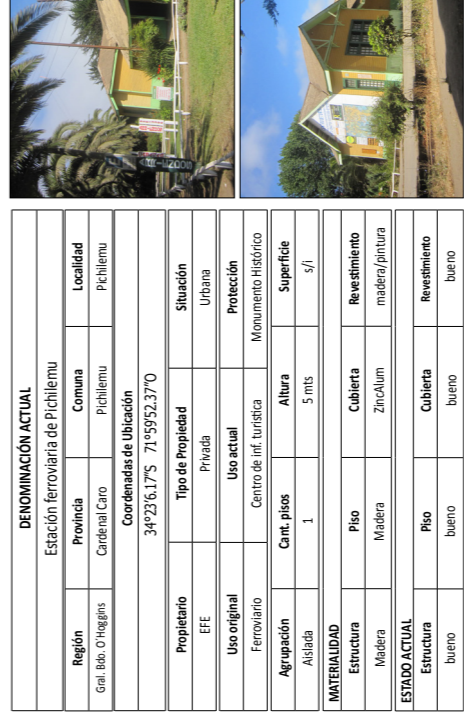 DENOMINACIÓN ACTUAL
Estación ferroviaria de Pichilemu
Región Provincia Comuna Localidad
Gral. Bdo. O'Hoggins Cardenal Caro Pichilemu Pichilemu
Coordenadas de Ubicación
34°23'6.17"S 71°59'52.37"O
Propietario Tipo de Propiedad Situación
EFE Privada Urbana
Uso original Uso actual Protección
Ferroviario Centro de inf. turística Monumento Histórico
Agrupación Cant. pisos Altura Superficie
Aislada 1 5 mts s/i
MATERIALIDAD
Estructura Piso Cubierta Revestimiento
Madera Madera ZincAlum madera/pintura
ESTADO ACTUAL
Estructura Piso Cubierta Revestimiento
bueno bueno bueno bueno